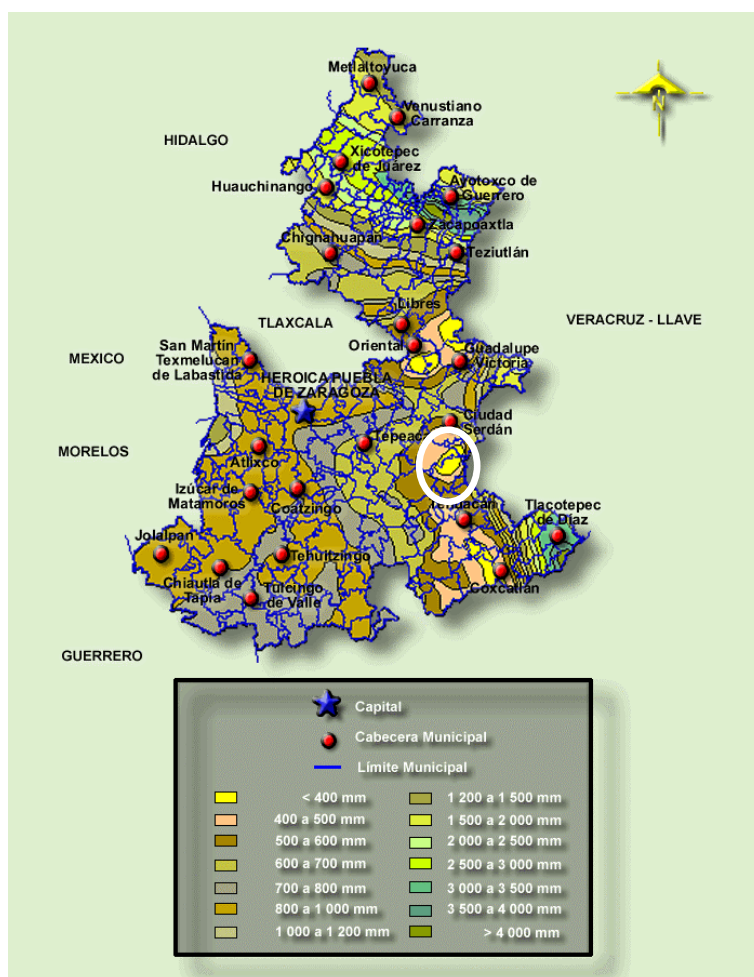 Metlaltoyuca
Venustiano
Carranza
HIDALGO
Xicotepec
de Juárez
Huauchinango
Ayotoxco de
Guerrero
Zacapoaxtla
Chignahuapan
Teziutlán
Libres
TLAXCALA
VERACRUZ - LLAVE
Oriental
Guadalupe
Victoria
San Martín
Texmelucan
de Labastida
MEXICO
HEROICA PUEBLA
DE ZARAGOZA
Ciudad
Serdán
Tepeac
MORELOS
Atlixco
Izúcar de
Matamoros
Coatzingo
Tehuacán
Tlacotepec
de Díaz
Jolalpan
Tehuitzingo
Chiautla de
Tapia
Tulcingo
de Valle
Coxcatlán
GUERRERO
N
Capital
Cabecera Municipal
Límite Municipal
< 400 mm
1 200 a 1 500 mm
400 a 500 mm
1 500 a 2 000 mm
500 a 600 mm
2 000 a 2 500 mm
600 a 700 mm
2 500 a 3 000 mm
700 a 800 mm
3 000 a 3 500 mm
800 a 1 000 mm
3 500 a 4 000 mm
1 000 a 1 200 mm
> 4 000 mm